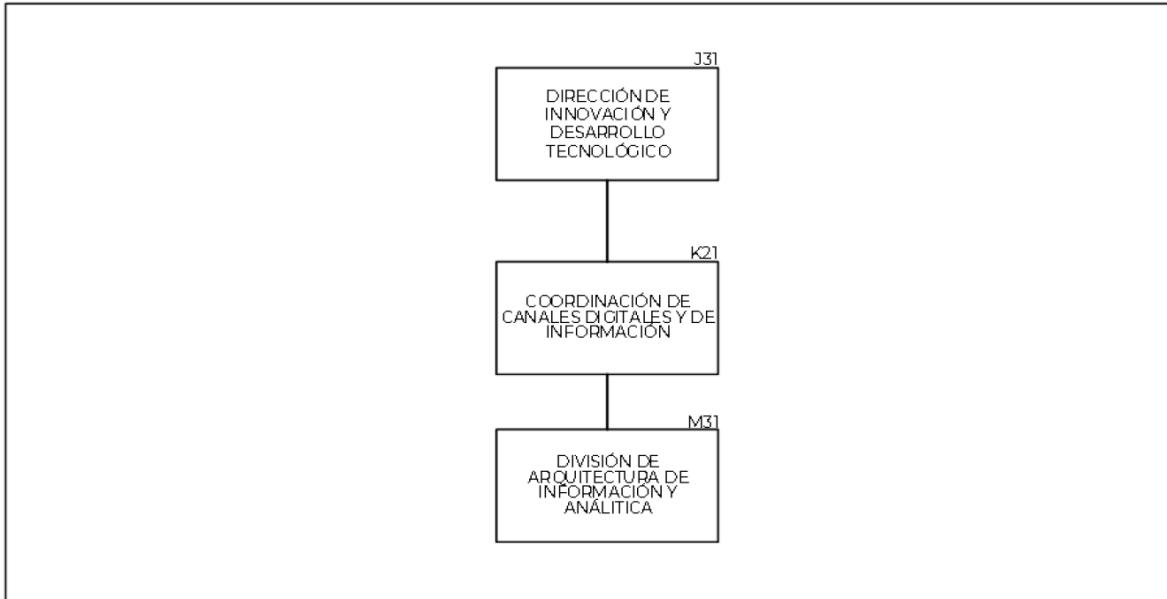 J31
DIRECCIÓN DE
INNOVACIÓN Y
DESARROLLO
TECNOLÓGICO
K21
COORDINACIÓN DE
CANALES DIGITALES Y DE
INFORMACIÓN
M31
DIVISIÓN DE
ARQUITECTURA DE
INFORMACIÓN Y
ANÁLITICA